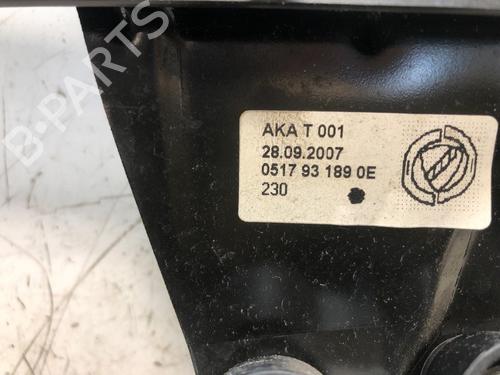 B-PARTS
AKA T 001
28.09.2007
0517 93 189 0E
230